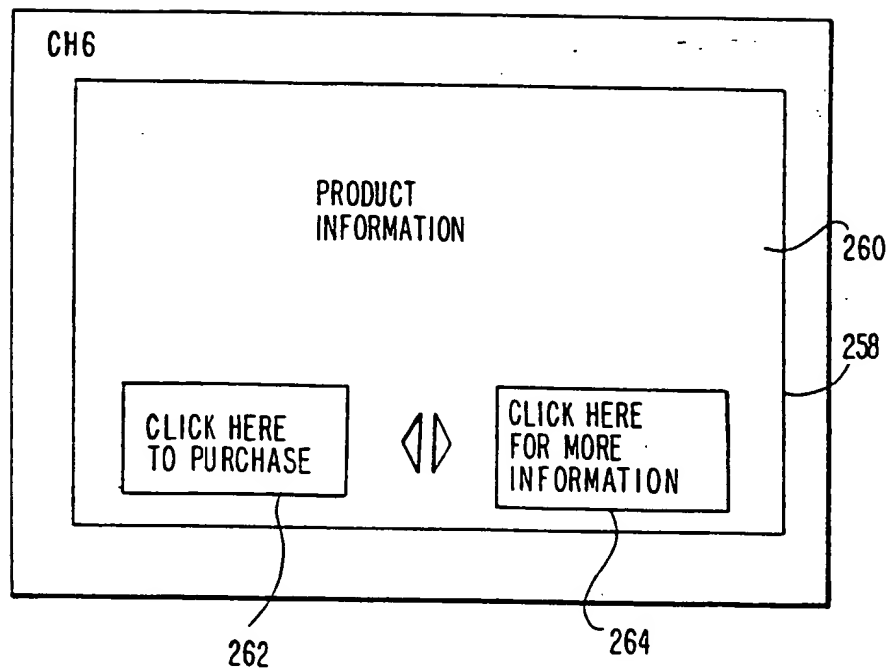 CH6
PRODUCT
INFORMATION
260
258
CLICK HERE
TO PURCHASE
CLICK HERE
FOR MORE
INFORMATION
262
264